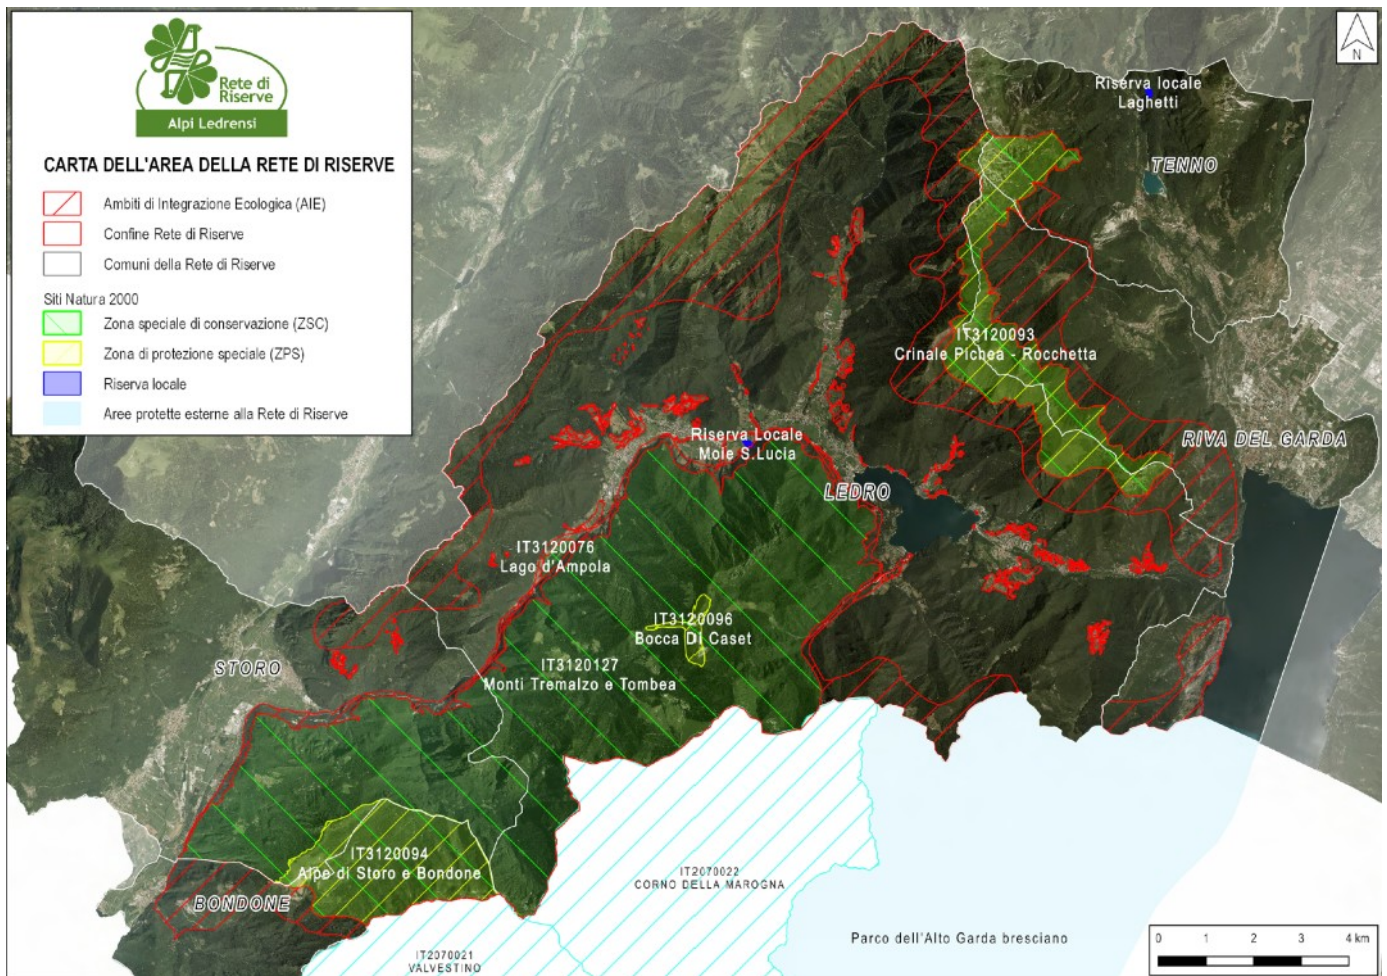 Rete di
Riserve
Alpi Ledrensi
CARTA DELL'AREA DELLA RETE DI RISERVE
Ambiti di Integrazione Ecologica (AIE)
Confine Rete di Riserve
Comuni della Rete di Riserve
Siti Natura 2000
Zona speciale di conservazione (ZSC)
Zona di protezione speciale (ZPS)
Riserva locale
Aree protette esterne alla Rete di Riserve
N
Riserva locale
Laghetti
TENNO
IT3120093
Crinale Pichea - Rocchetta
RIVA DEL GARDA
Riserva Locale
Moie S.Lucia
LEDRO
IT3120076
Lago d'Ampola
IT3120096
Bocca Di Caset
IT3120127
Monti Tremalzo e Tombea
STORO
IT3120094
Alpe di Storo e Bondone
BONDONE
IT2070022
CORNO DELLA MAROGNA
IT2070021
VALVESTINO
Parco dell'Alto Garda bresciano
0 1 2 3 4 km